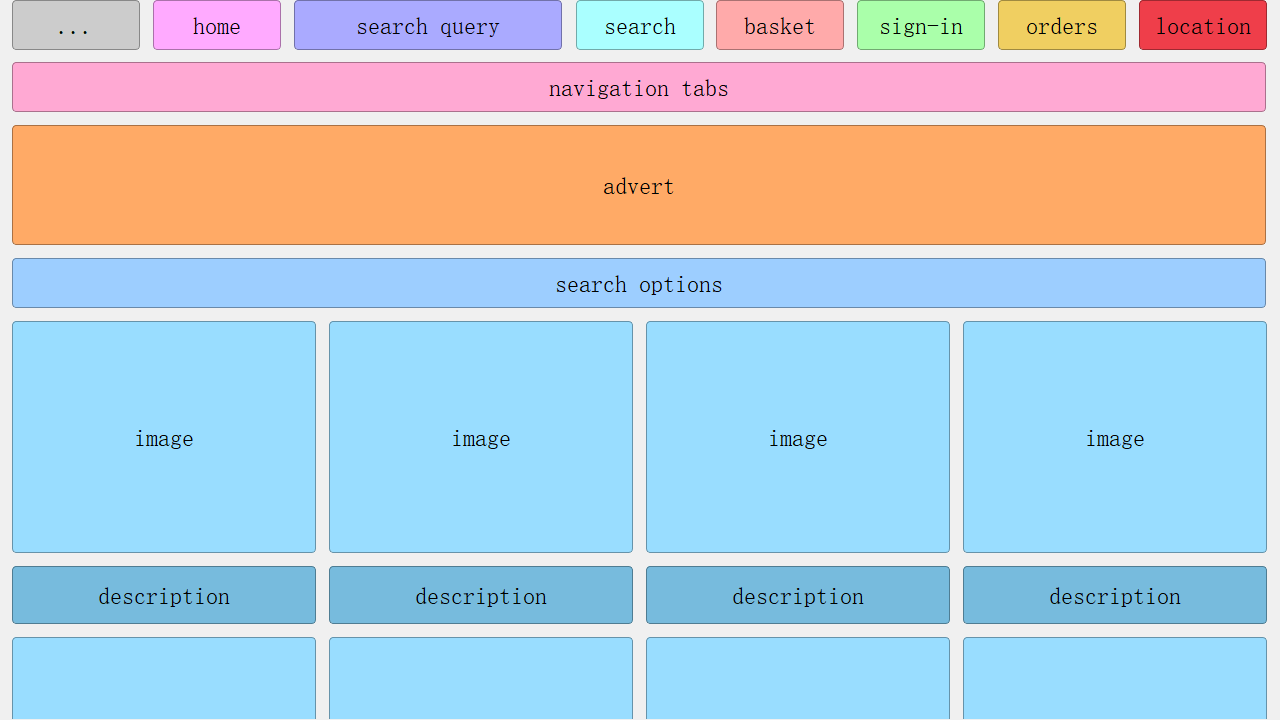 ... home search query search basket sign-in orders location
navigation tabs
advert
search options
image image image image
description description description description